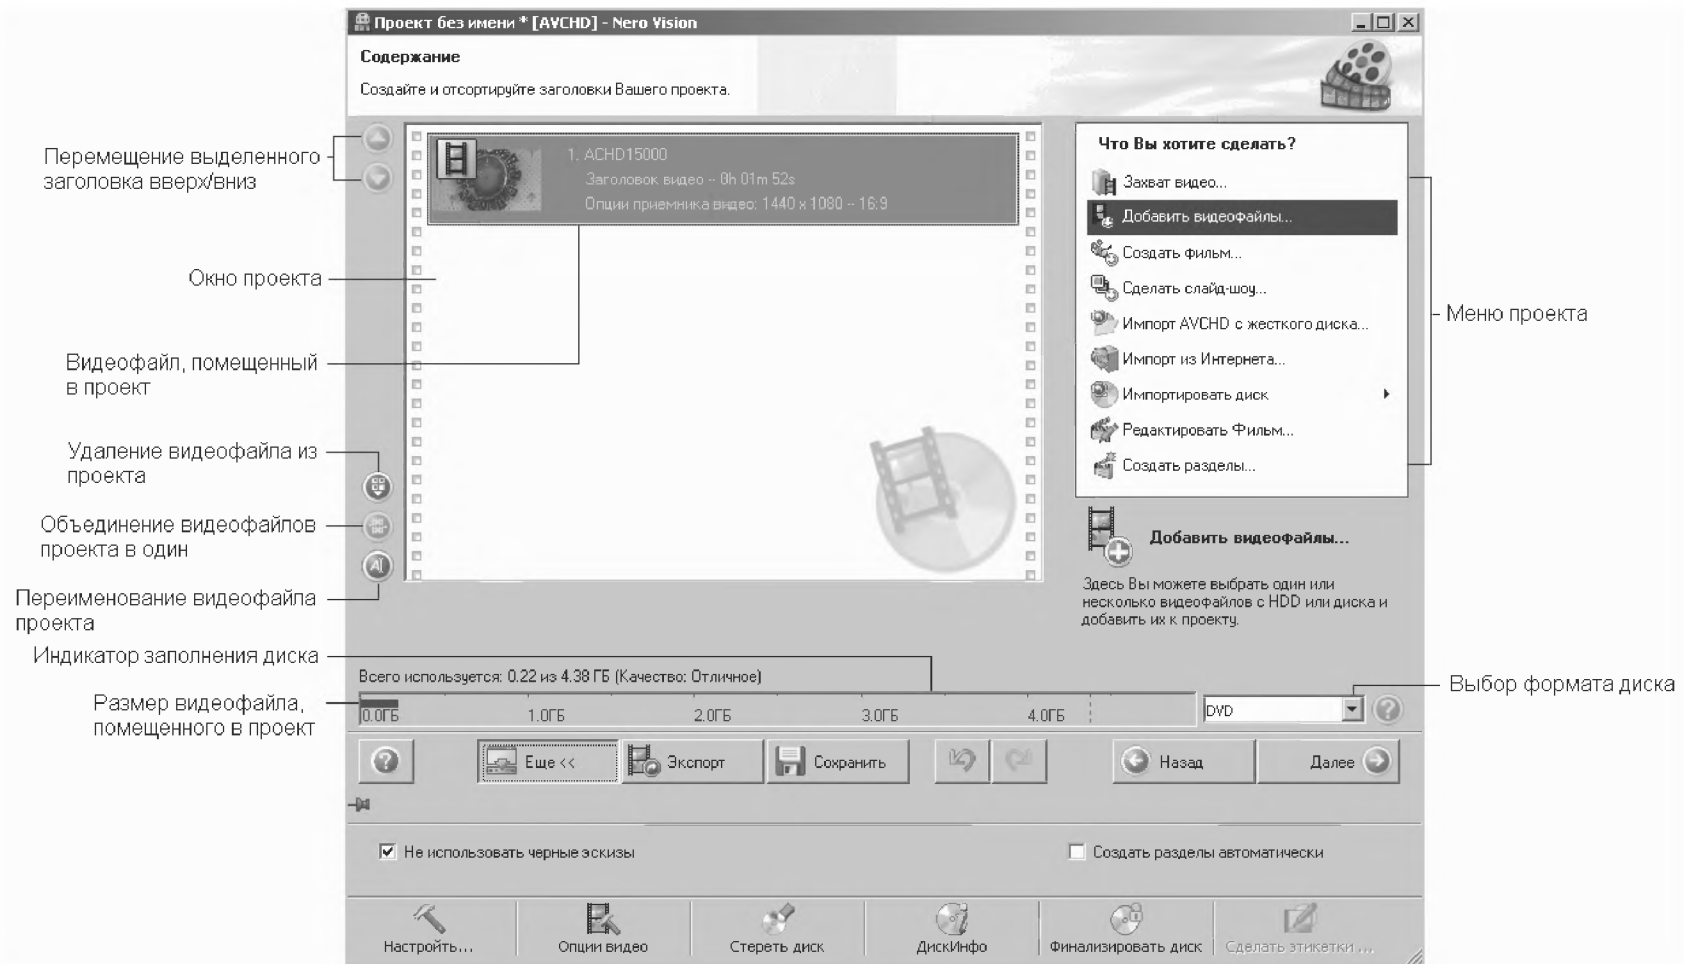 Проект без имени * [AVCHD] - Nero Vision
Содержание
Создайте и отсортируйте заголовки Вашего проекта.
Перемещение выделенного
заголовка вверх/вниз
Окно проекта
Видеофайл, помещенный
в проект
Удаление видеофайла из
проекта
Объединение видеофайлов
проекта в один
Переименование видеофайла
проекта
Индикатор заполнения диска
Размер видеофайла,
помещенного в проект
1. ACHD15000
Заголовок видео -- 0h 01m 52s
Опции приемника видео: 1440 x 1080 -- 16:9
Что Вы хотите сделать?
Захват видео...
Добавить видеофайлы...
Создать фильм...
Сделать слайд-шоу...
Импорт AVCHD с жесткого диска...
Импорт из Интернета...
Импортировать диск
Редактировать Фильм...
Создать разделы...
Меню проекта
Добавить видеофайлы...
Здесь Вы можете выбрать один или
несколько видеофайлов с HDD или диска и
добавить их к проекту.
Всего используется: 0.22 из 4.38 ГБ (Качество: Отличное)
0.0ГБ 1.0ГБ 2.0ГБ 3.0ГБ 4.0ГБ
DVD
Выбор формата диска
Еще <<
Экспорт
Сохранить
Назад
Далее
Не использовать черные эскизы
Создать разделы автоматически
Настройть...
Опции видео
Стереть диск
ДискИнфо
Финализировать диск
Сделать этикетки ...